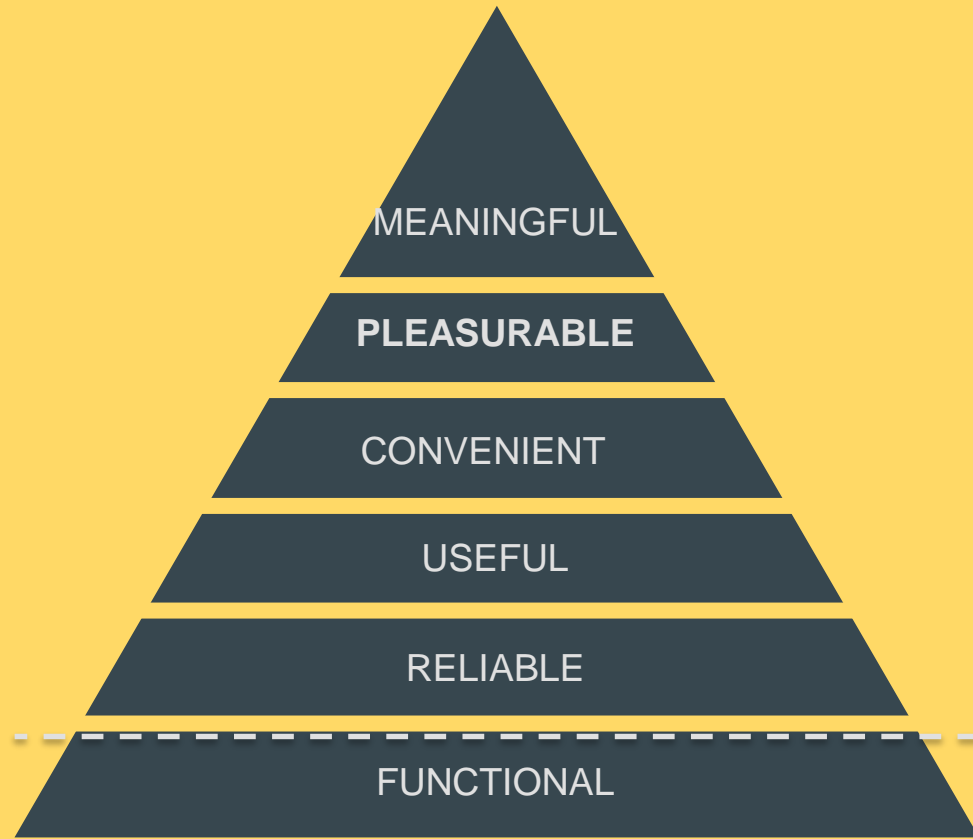 MEANINGFUL
PLEASURABLE
CONVENIENT
USEFUL
RELIABLE
FUNCTIONAL